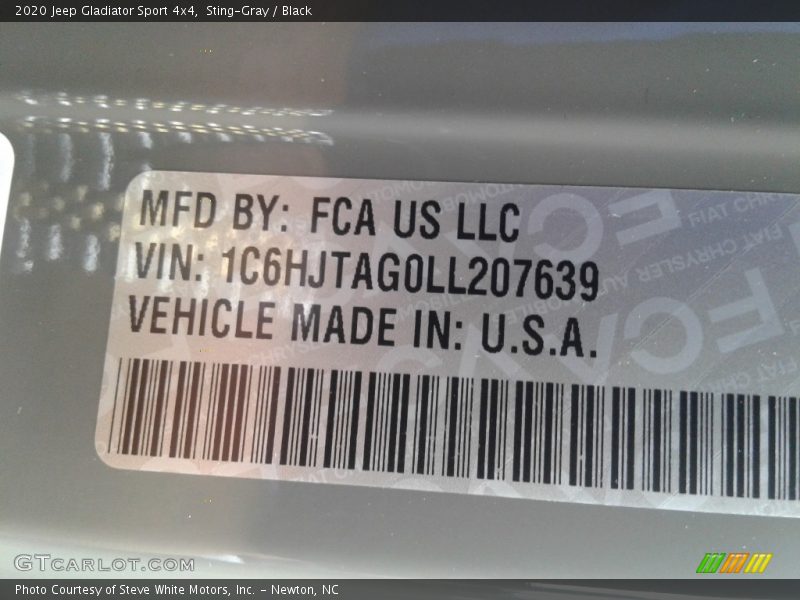 2020 Jeep Gladiator Sport 4x4, Sting-Gray / Black
MFD BY: FCA US LLC
VIN: 1C6HJTAG0LL207639
VEHICLE MADE IN: U.S.A.
GTCARLOT.COM
Photo Courtesy of Steve White Motors, Inc. - Newton, NC